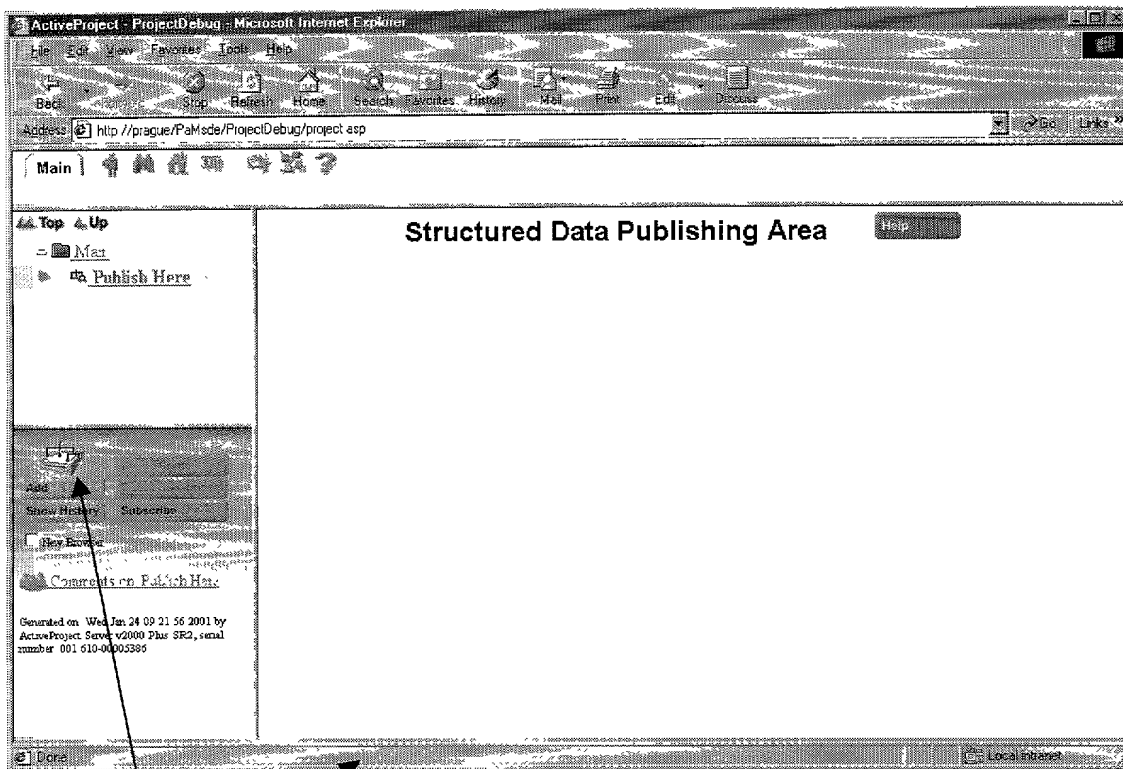 ActiveProject - ProjectDebug - Microsoft Internet Explorer
File Edit View Favorites Tools Help
Back Stop Refresh Home Search Favorites History Mail Print Edit Discuss
Address http //prague/PaMsde/ProjectDebug/project asp Go Links »
Main
Top Up
Structured Data Publishing Area Help
Main
Publish Here
Add
Show History Subscribe
New Browser
Comments on Publish Here
Generated on Wed Jan 24 09 21 56 2001 by
ActiveProject Server v2000 Plus SR2, serial
number 001 610-00005386
Done Local intranet